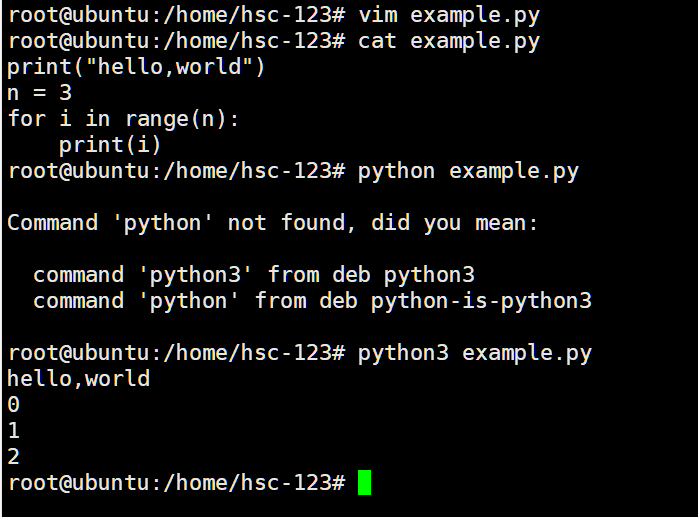 root@ubuntu:/home/hsc-123# vim example.py
root@ubuntu:/home/hsc-123# cat example.py
print("hello,world")
n = 3
for i in range(n):
    print(i)
root@ubuntu:/home/hsc-123# python example.py
Command 'python' not found, did you mean:
  command 'python3' from deb python3
  command 'python' from deb python-is-python3
root@ubuntu:/home/hsc-123# python3 example.py
hello,world
0
1
2
root@ubuntu:/home/hsc-123#